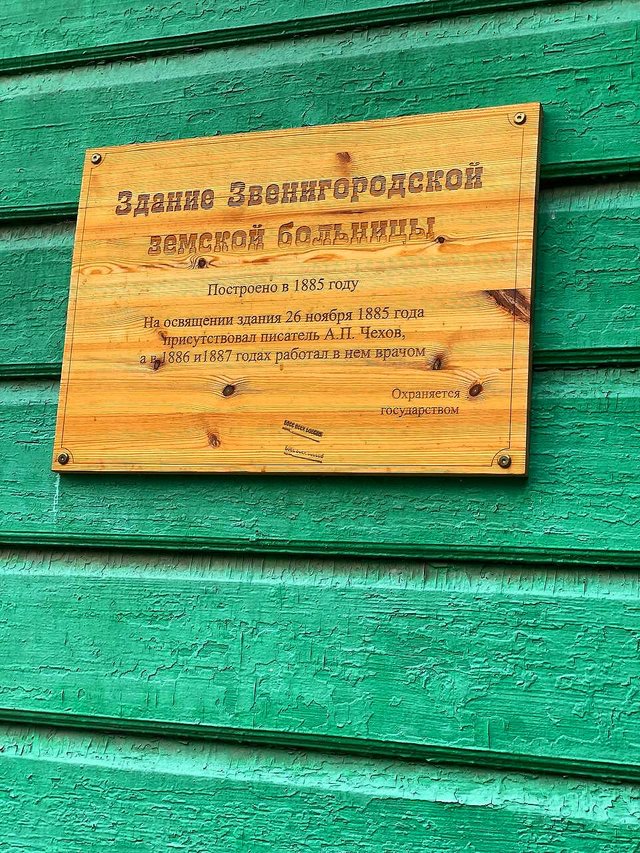 Здание Звенигородской
земской больницы
Построено в 1885 году
На освящении здания 26 ноября 1885 года
присутствовал писатель А.П. Чехов,
а в 1886 и1887 годах работал в нем врачом
Охраняется
государством